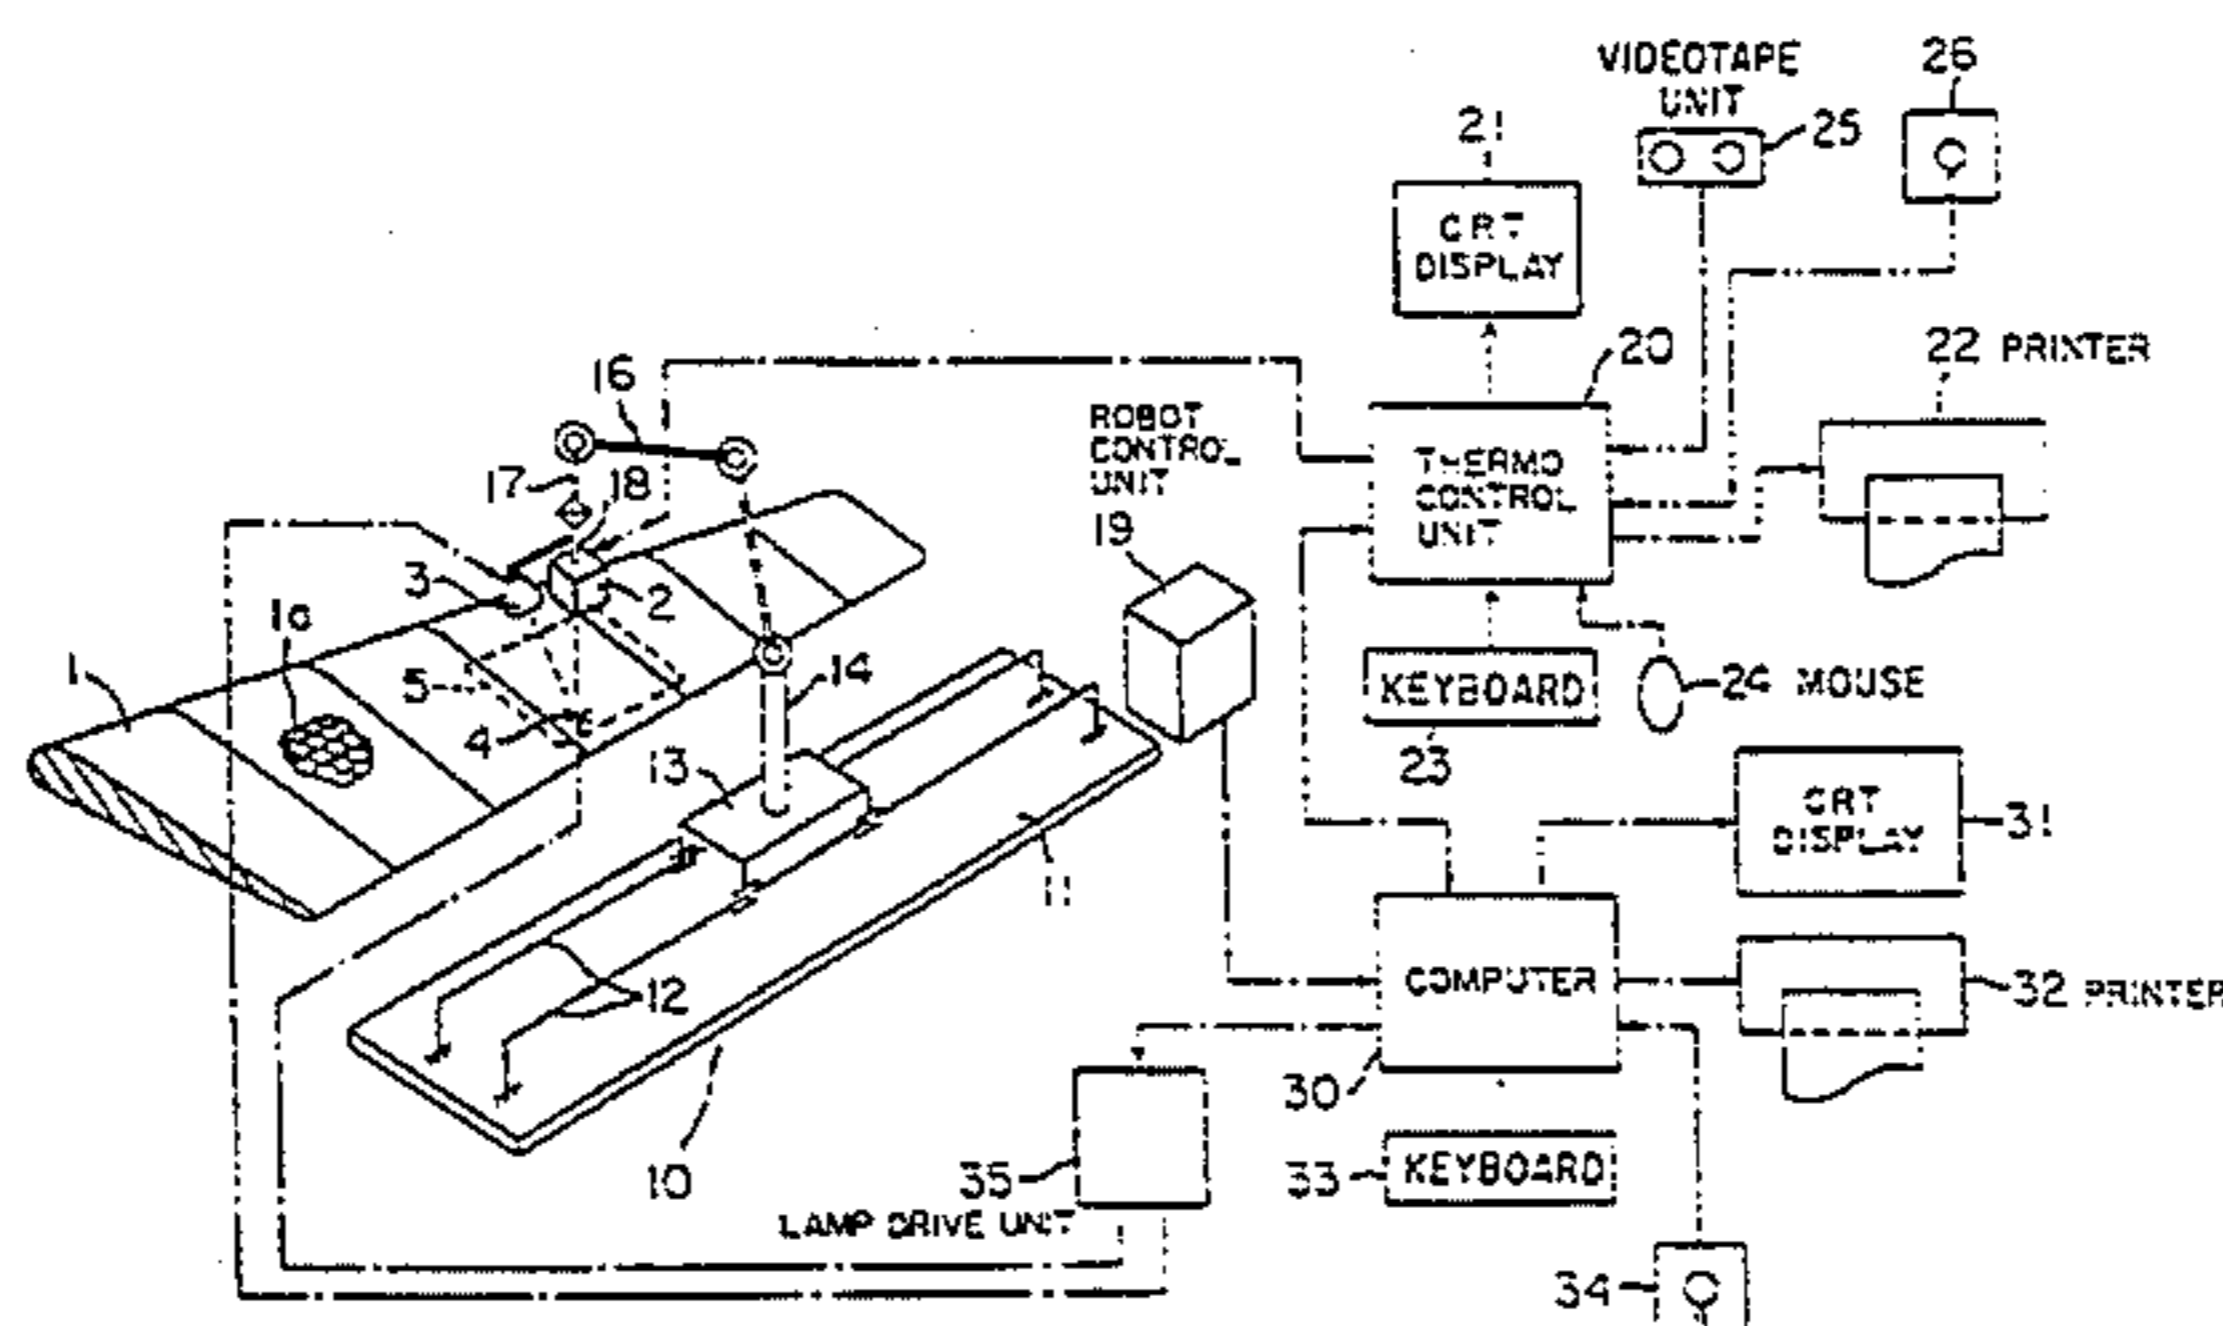 VIDEOTAPE
UNIT
26
25
21
CRT
DISPLAY
20
22 PRINTER
16
ROBOT
CONTROL
UNIT
19
THERMO
CONTROL
UNIT
17
18
3
2
1a
1
5
4
14
KEYBOARD
24 MOUSE
23
13
CRT
DISPLAY
31
11
12
COMPUTER
32 PRINTER
30
10
35
33
KEYBOARD
LAMP DRIVE UNIT
34